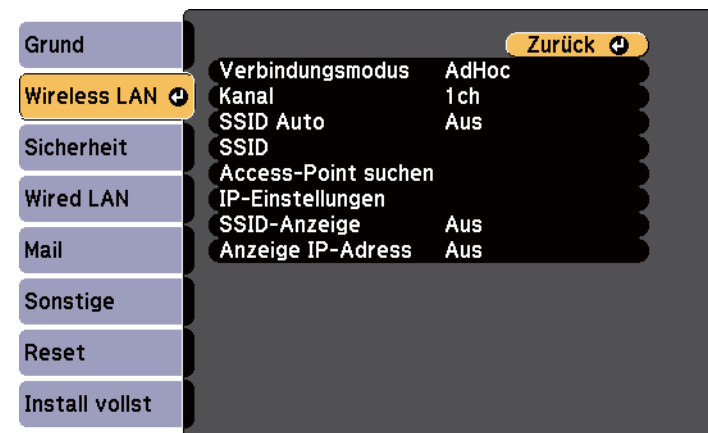 Grund
Wireless LAN
Sicherheit
Wired LAN
Mail
Sonstige
Reset
Install vollst
Zurück
Verbindungsmodus AdHoc
Kanal 1ch
SSID Auto Aus
SSID
Access-Point suchen
IP-Einstellungen
SSID-Anzeige Aus
Anzeige IP-Adress Aus